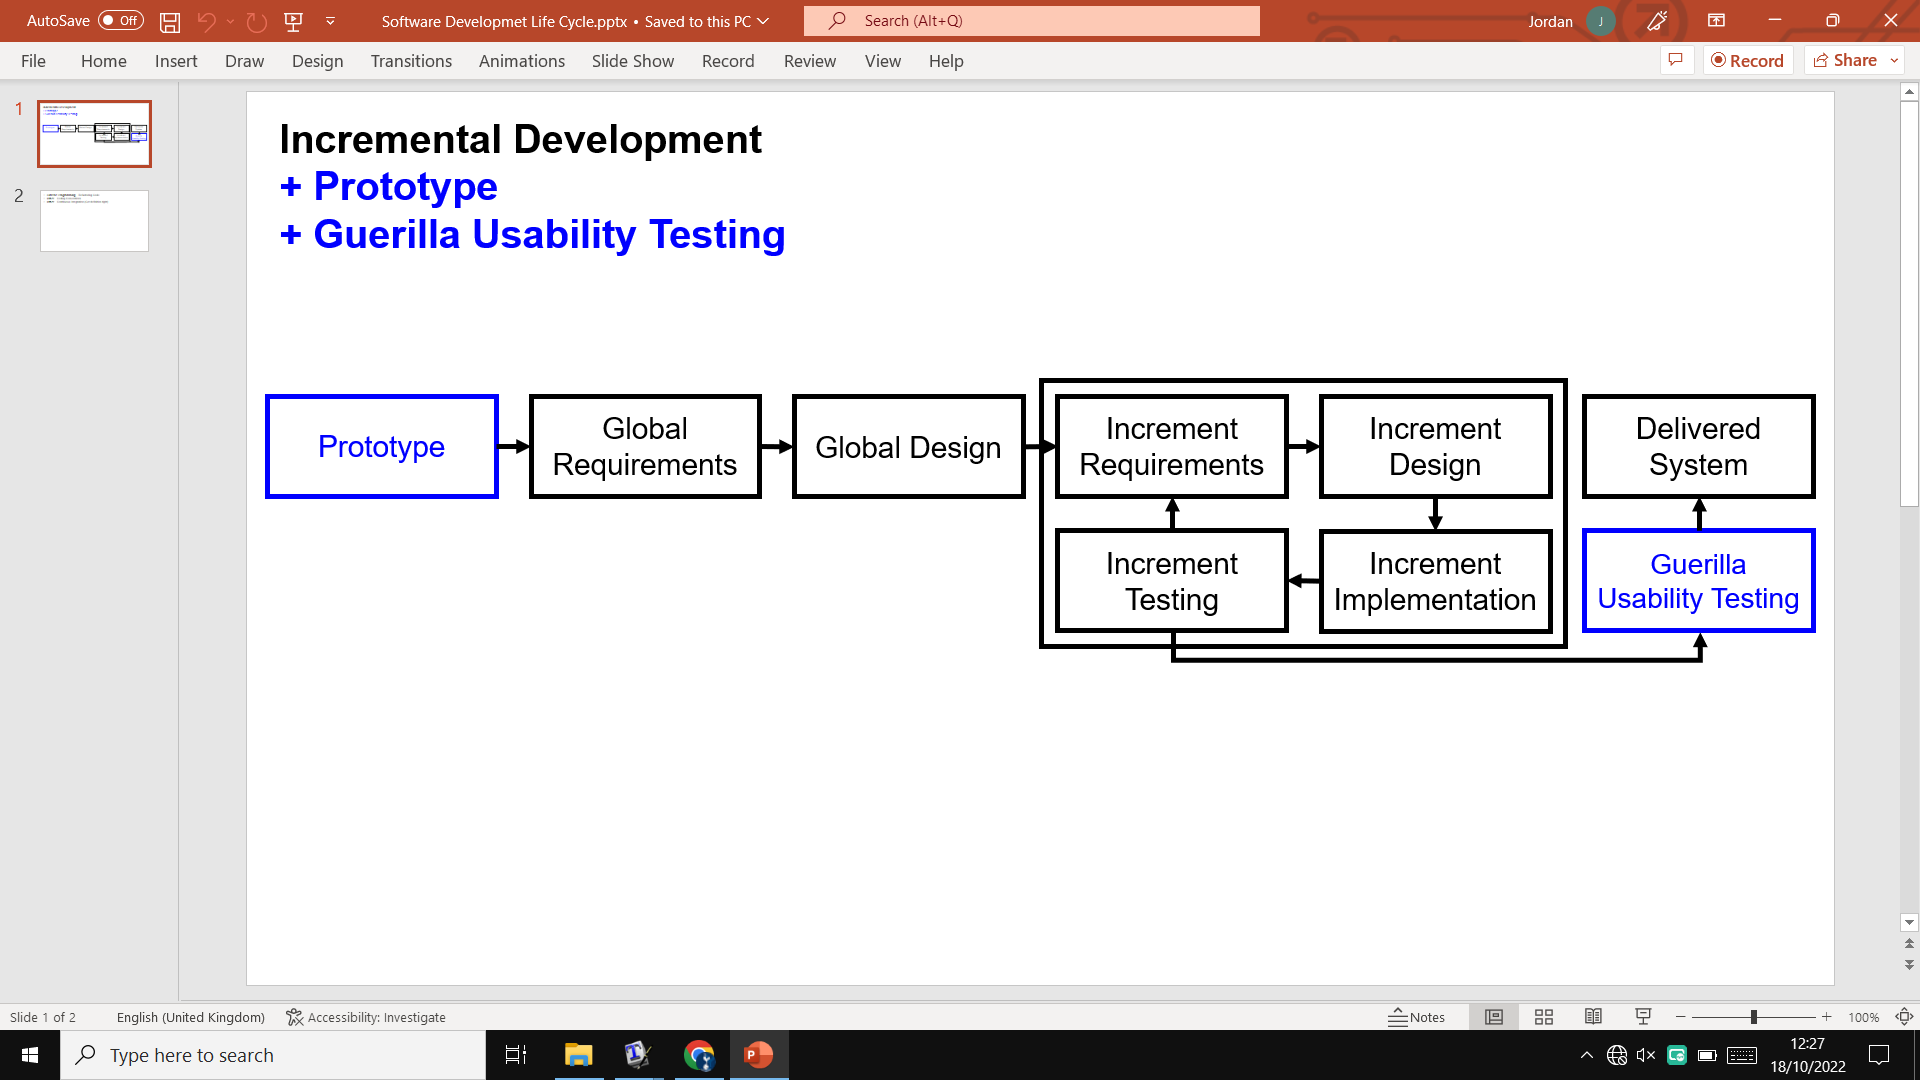 AutoSave Off
Software Developmet Life Cycle.pptx • Saved to this PC
Search (Alt+Q)
Jordan
J
File Home Insert Draw Design Transitions Animations Slide Show Record Review View Help
Record
Share
1
2
Incremental Development
+ Prototype
+ Guerilla Usability Testing
Prototype
Global
Requirements
Global Design
Increment
Requirements
Increment
Design
Delivered
System
Increment
Testing
Increment
Implementation
Guerilla
Usability Testing
Slide 1 of 2
English (United Kingdom)
Accessibility: Investigate
Notes
100%
Type here to search
12:27
18/10/2022